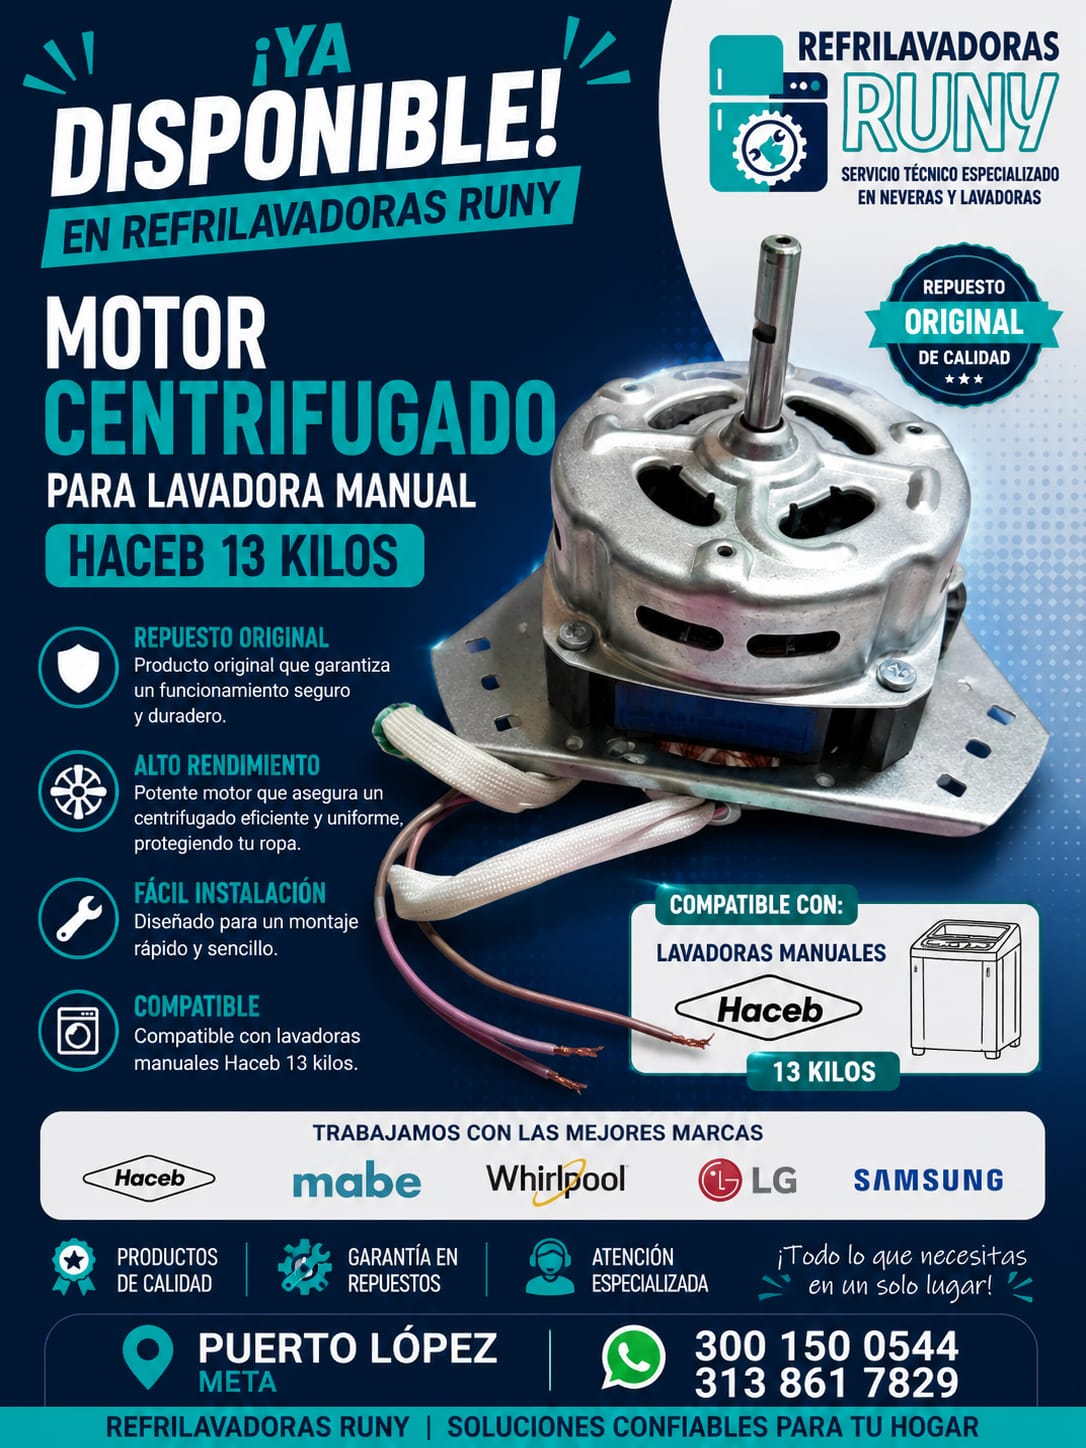 ¡YA
DISPONIBLE!
EN REFRILAVADORAS RUNY
REFRILAVADORAS
RUNY
SERVICIO TÉCNICO ESPECIALIZADO
EN NEVERAS Y LAVADORAS
REPUESTO
ORIGINAL
DE CALIDAD
MOTOR
CENTRIFUGADO
PARA LAVADORA MANUAL
HACEB 13 KILOS
REPUESTO ORIGINAL
Producto original que garantiza
un funcionamiento seguro
y duradero.
ALTO RENDIMIENTO
Potente motor que asegura un
centrifugado eficiente y uniforme,
protegiendo tu ropa.
FÁCIL INSTALACIÓN
Diseñado para un montaje
rápido y sencillo.
COMPATIBLE
Compatible con lavadoras
manuales Haceb 13 kilos.
COMPATIBLE CON:
LAVADORAS MANUALES
Haceb
13 KILOS
TRABAJAMOS CON LAS MEJORES MARCAS
Haceb mabe Whirlpool LG SAMSUNG
PRODUCTOS
DE CALIDAD
GARANTÍA EN
REPUESTOS
ATENCIÓN
ESPECIALIZADA
¡Todo lo que necesitas
en un solo lugar!
PUERTO LÓPEZ
META
300 150 0544
313 861 7829
REFRILAVADORAS RUNY | SOLUCIONES CONFIABLES PARA TU HOGAR